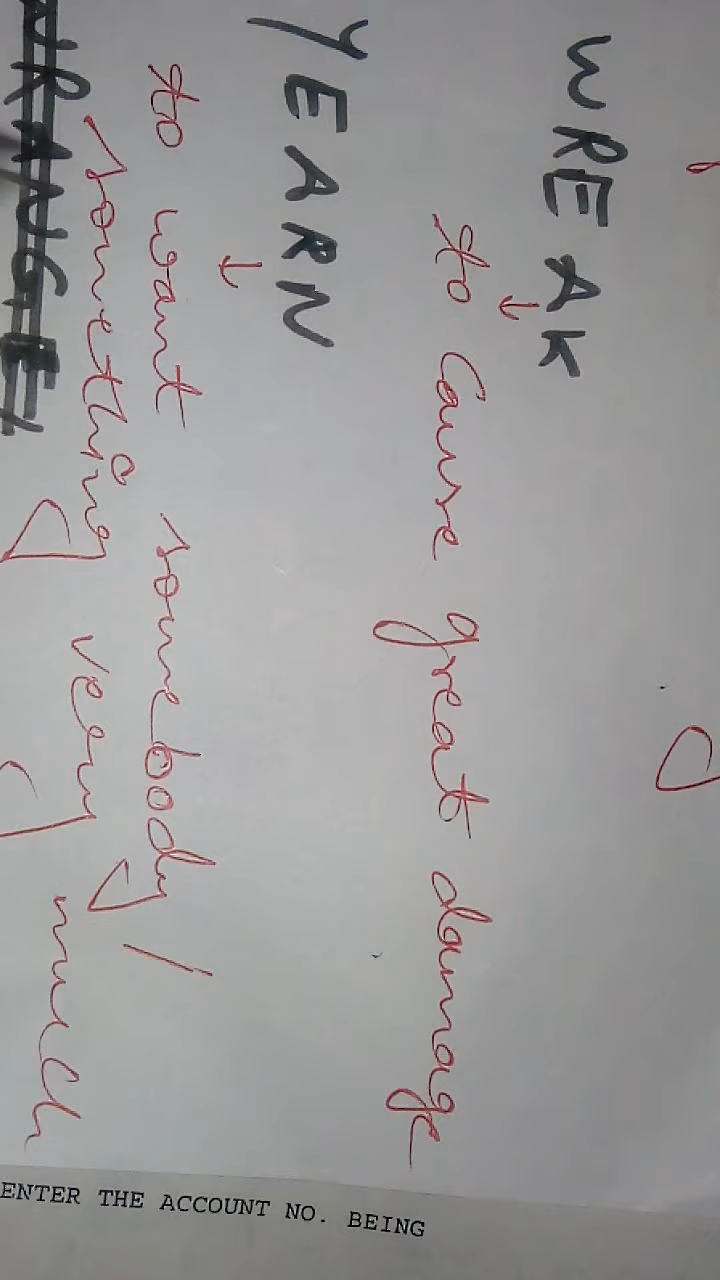 WREAK
↓
to cause great damage
YEARN
↓
to want somebody/
something very much
ENTER THE ACCOUNT NO. BEING